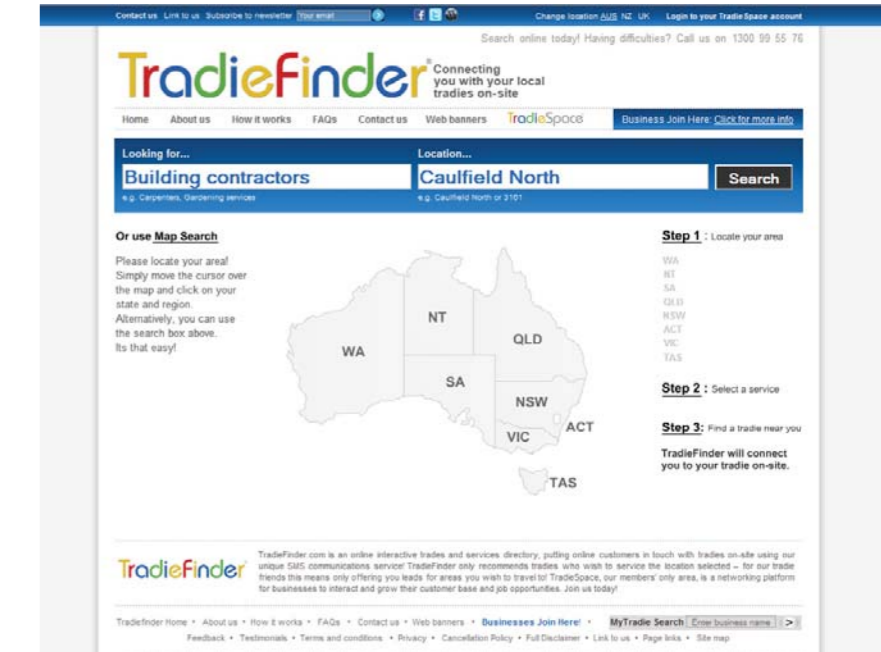 Contact us Link to us Subscribe to newsletter Your email
Change location AUS NZ UK Login to your TradieSpace account
Search online today! Having difficulties? Call us on 1300 99 55 76
TradieFinder
Connecting
you with your local
tradies on-site
Home About us How it works FAQs Contact us Web banners TradieSpace Business Join Here: Click for more info
Looking for... Location...
Building contractors Caulfield North Search
e.g. Carpenters, Gardening services e.g. Caulfield North or 3161
Or use Map Search
Please locate your area!
Simply move the cursor over
the map and click on your
state and region.
Alternatively, you can use
the search box above.
Its that easy!
WA
NT
QLD
SA
NSW
ACT
VIC
TAS
Step 1 : Locate your area
WA
NT
SA
QLD
NSW
ACT
VIC
TAS
Step 2 : Select a service
Step 3: Find a tradie near you
TradieFinder will connect
you to your tradie on-site.
TradieFinder
TradieFinder.com is an online interactive trades and services directory, putting online customers in touch with tradies on-site using our
unique SMS communications service! TradieFinder only recommends tradies who wish to service the location selected – for our tradie
friends this means only offering you leads for areas you wish to travel to! TradieSpace, our members' only area, is a networking platform
for businesses to interact and grow their customer base and job opportunities. Join us today!
Tradiefinder Home • About us • How it works • FAQs • Contact us • Web banners • Businesses Join Here! • MyTradie Search Enter business name >
Feedback • Testimonials • Terms and conditions • Privacy • Cancellation Policy • Full Disclaimer • Link to us • Page links • Site map